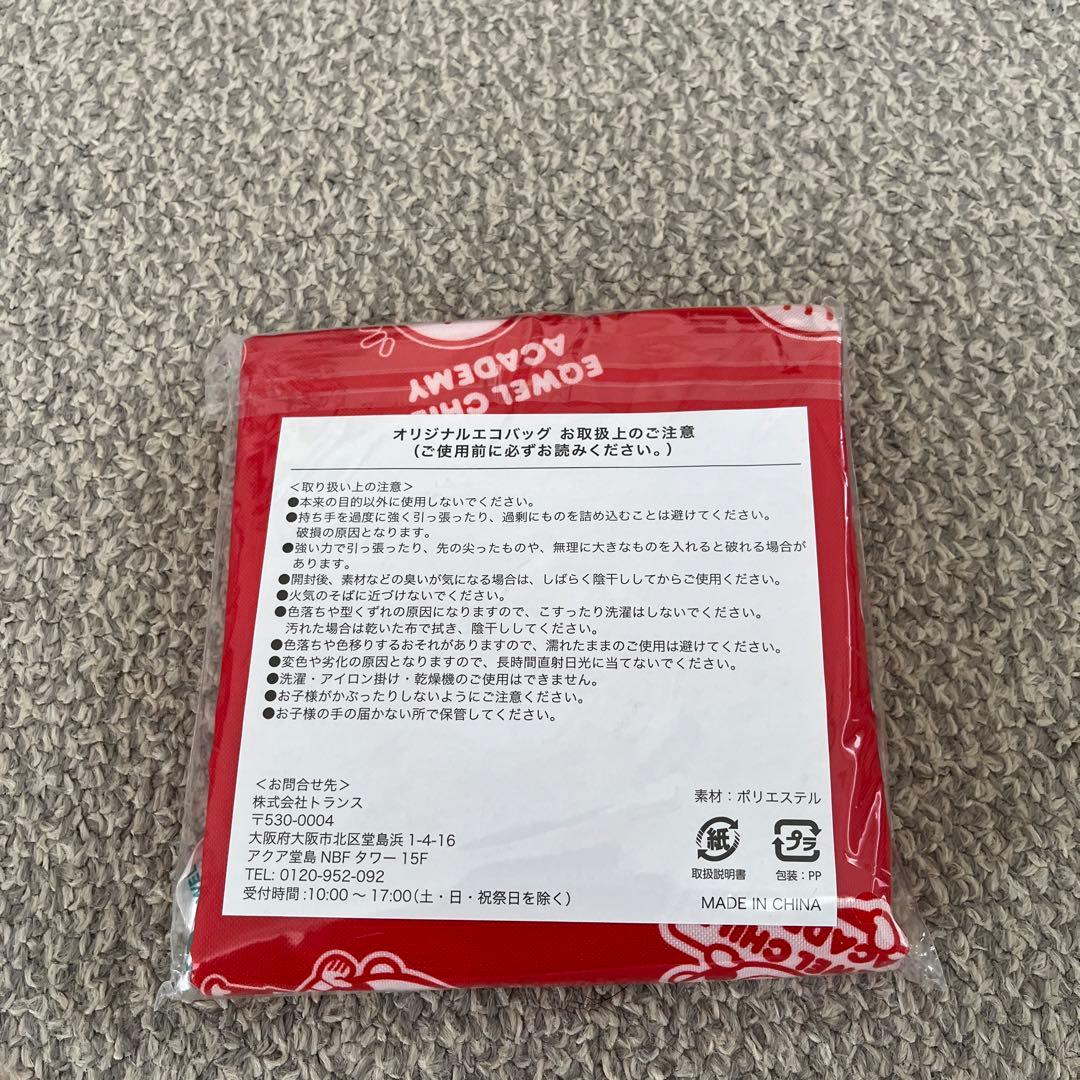 EQWEL CHI
ACADEMY
オリジナルエコバッグ お取扱上のご注意
(ご使用前に必ずお読みください。)
＜取り扱い上の注意＞
●本来の目的以外に使用しないでください。
●持ち手を過度に強く引っ張ったり、過剰にものを詰め込むことは避けてください。
破損の原因となります。
●強い力で引っ張ったり、先の尖ったものや、無理に大きなものを入れると破れる場合が
あります。
●開封後、素材などの臭いが気になる場合は、しばらく陰干ししてからご使用ください。
●火気のそばに近づけないでください。
●色落ちや型くずれの原因になりますので、こすったり洗濯はしないでください。
汚れた場合は乾いた布で拭き、陰干ししてください。
●色落ちや色移りするおそれがありますので、濡れたままのご使用は避けてください。
●変色や劣化の原因となりますので、長時間直射日光に当てないでください。
●洗濯・アイロン掛け・乾燥機のご使用はできません。
●お子様がかぶったりしないようにご注意ください。
●お子様の手の届かない所で保管してください。
＜お問合せ先＞
株式会社トランス
〒530-0004
大阪府大阪市北区堂島浜 1-4-16
アクア堂島 NBF タワー 15F
TEL: 0120-952-092
受付時間:10:00～17:00(土・日・祝祭日を除く)
素材：ポリエステル
紙
プラ
取扱説明書
包装：PP
MADE IN CHINA